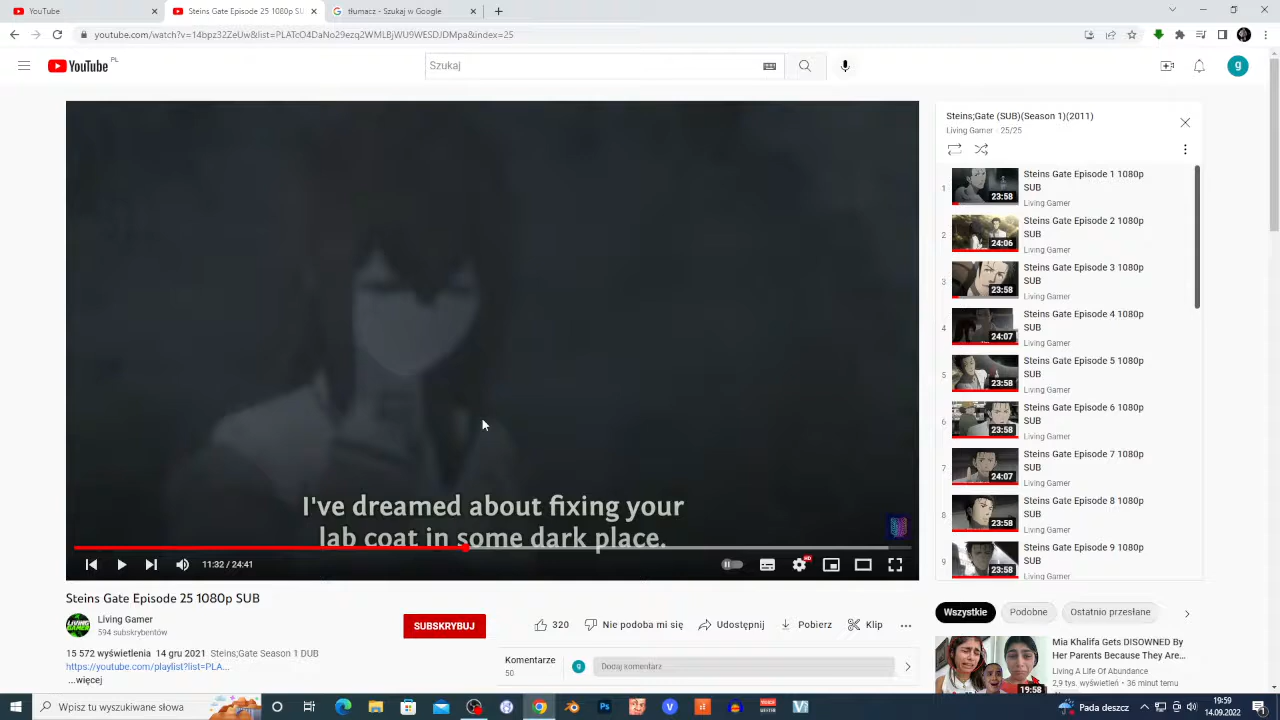 YouTube
Steins Gate Episode 25 1080p SU
tłumacz - Szukaj w Google
youtube.com/watch?v=14bpz32ZeUw&list=PLATcO4DaNo29ezq2WMLBjWU9WESDJDMpa&index=25
YouTube PL
Szukaj
g
I've dreamed about fixing your
lab coat in some dark place.
11:32 / 24:41
HD
Steins Gate Episode 25 1080p SUB
Living Gamer
594 subskrybentów
SUBSKRYBUJ
320
Nie podoba mi się
Udostępnij
Pobierz
Klip
15 572 wyświetlenia 14 gru 2021 Steins;Gate Season 1 DUB
https://youtube.com/playlist?list=PLA...
...więcej
Komentarze
50
g
Dodaj komentarz
Steins;Gate (SUB)(Season 1)(2011)
Living Gamer - 25/25
1
23:58
Steins Gate Episode 1 1080p
SUB
Living Gamer
2
24:06
Steins Gate Episode 2 1080p
SUB
Living Gamer
3
23:58
Steins Gate Episode 3 1080p
SUB
Living Gamer
4
24:07
Steins Gate Episode 4 1080p
SUB
Living Gamer
5
23:58
Steins Gate Episode 5 1080p
SUB
Living Gamer
6
23:58
Steins Gate Episode 6 1080p
SUB
Living Gamer
7
24:07
Steins Gate Episode 7 1080p
SUB
Living Gamer
8
23:58
Steins Gate Episode 8 1080p
SUB
Living Gamer
9
23:58
Steins Gate Episode 9 1080p
SUB
Living Gamer
Wszystkie
Podobne
Ostatnio przesłane
19:58
Mia Khalifa Gets DISOWNED By
Her Parents Because They Are...
Living A Life Of Abundance
2,9 tys. wyświetleń • 36 minut temu
Wpisz tu wyszukiwane słowa
Pada deszcz
19:59
14.09.2022